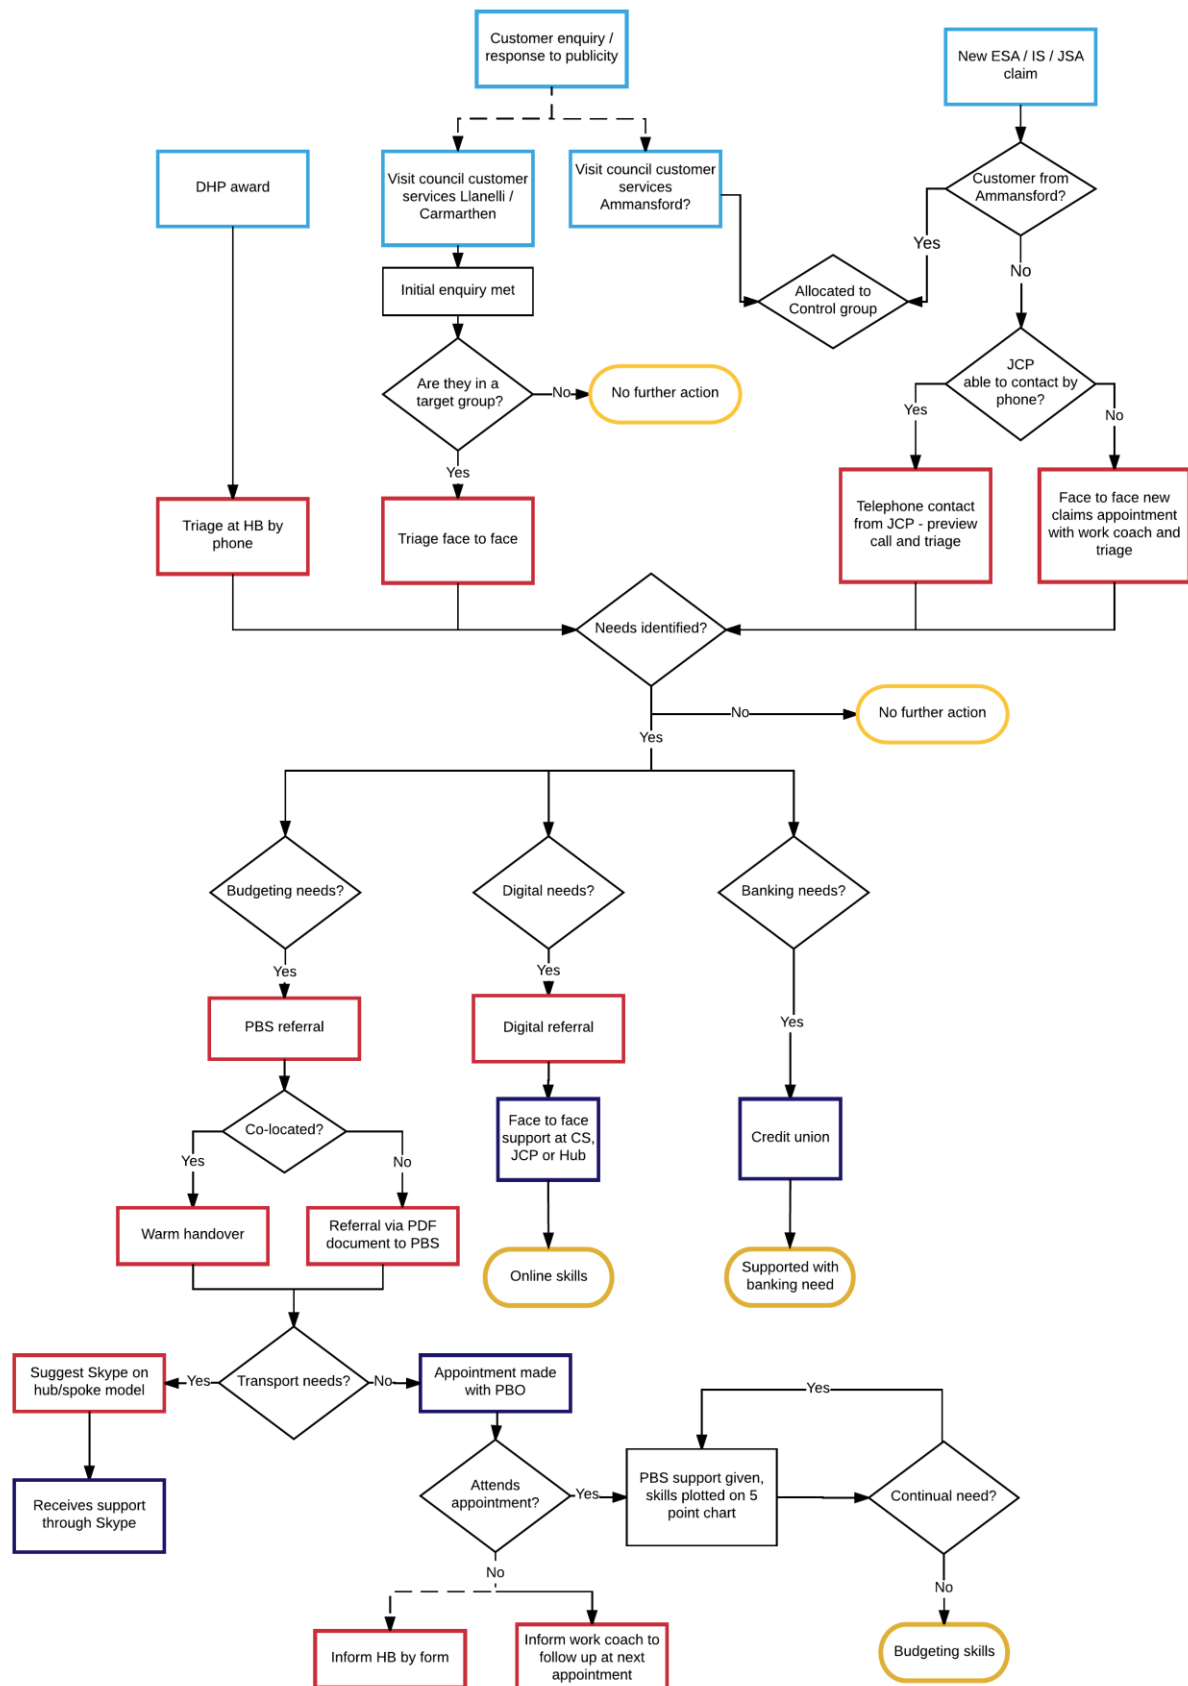 Customer enquiry /
response to publicity
New ESA / IS / JSA
claim
DHP award
Visit council customer
services Llanelli /
Carmarthen
Visit council customer
services
Ammansford?
Customer from
Ammansford?
Yes
No
Initial enquiry met
Allocated to
Control group
Are they in a
target group?
No
No further action
JCP
able to contact by
phone?
Yes
No
Yes
Triage at HB by
phone
Triage face to face
Telephone contact
from JCP - preview
call and triage
Face to face new
claims appointment
with work coach and
triage
Needs identified?
No
No further action
Yes
Budgeting needs?
Digital needs?
Banking needs?
Yes
Yes
Yes
PBS referral
Digital referral
Co-located?
Face to face
support at CS,
JCP or Hub
Credit union
Yes
No
Warm handover
Referral via PDF
document to PBS
Online skills
Supported with
banking need
Suggest Skype on
hub/spoke model
Yes
Transport needs?
No
Appointment made
with PBO
Yes
Receives support
through Skype
Attends
appointment?
Yes
PBS support given,
skills plotted on 5
point chart
Continual need?
No
No
Inform HB by form
Inform work coach to
follow up at next
appointment
Budgeting skills